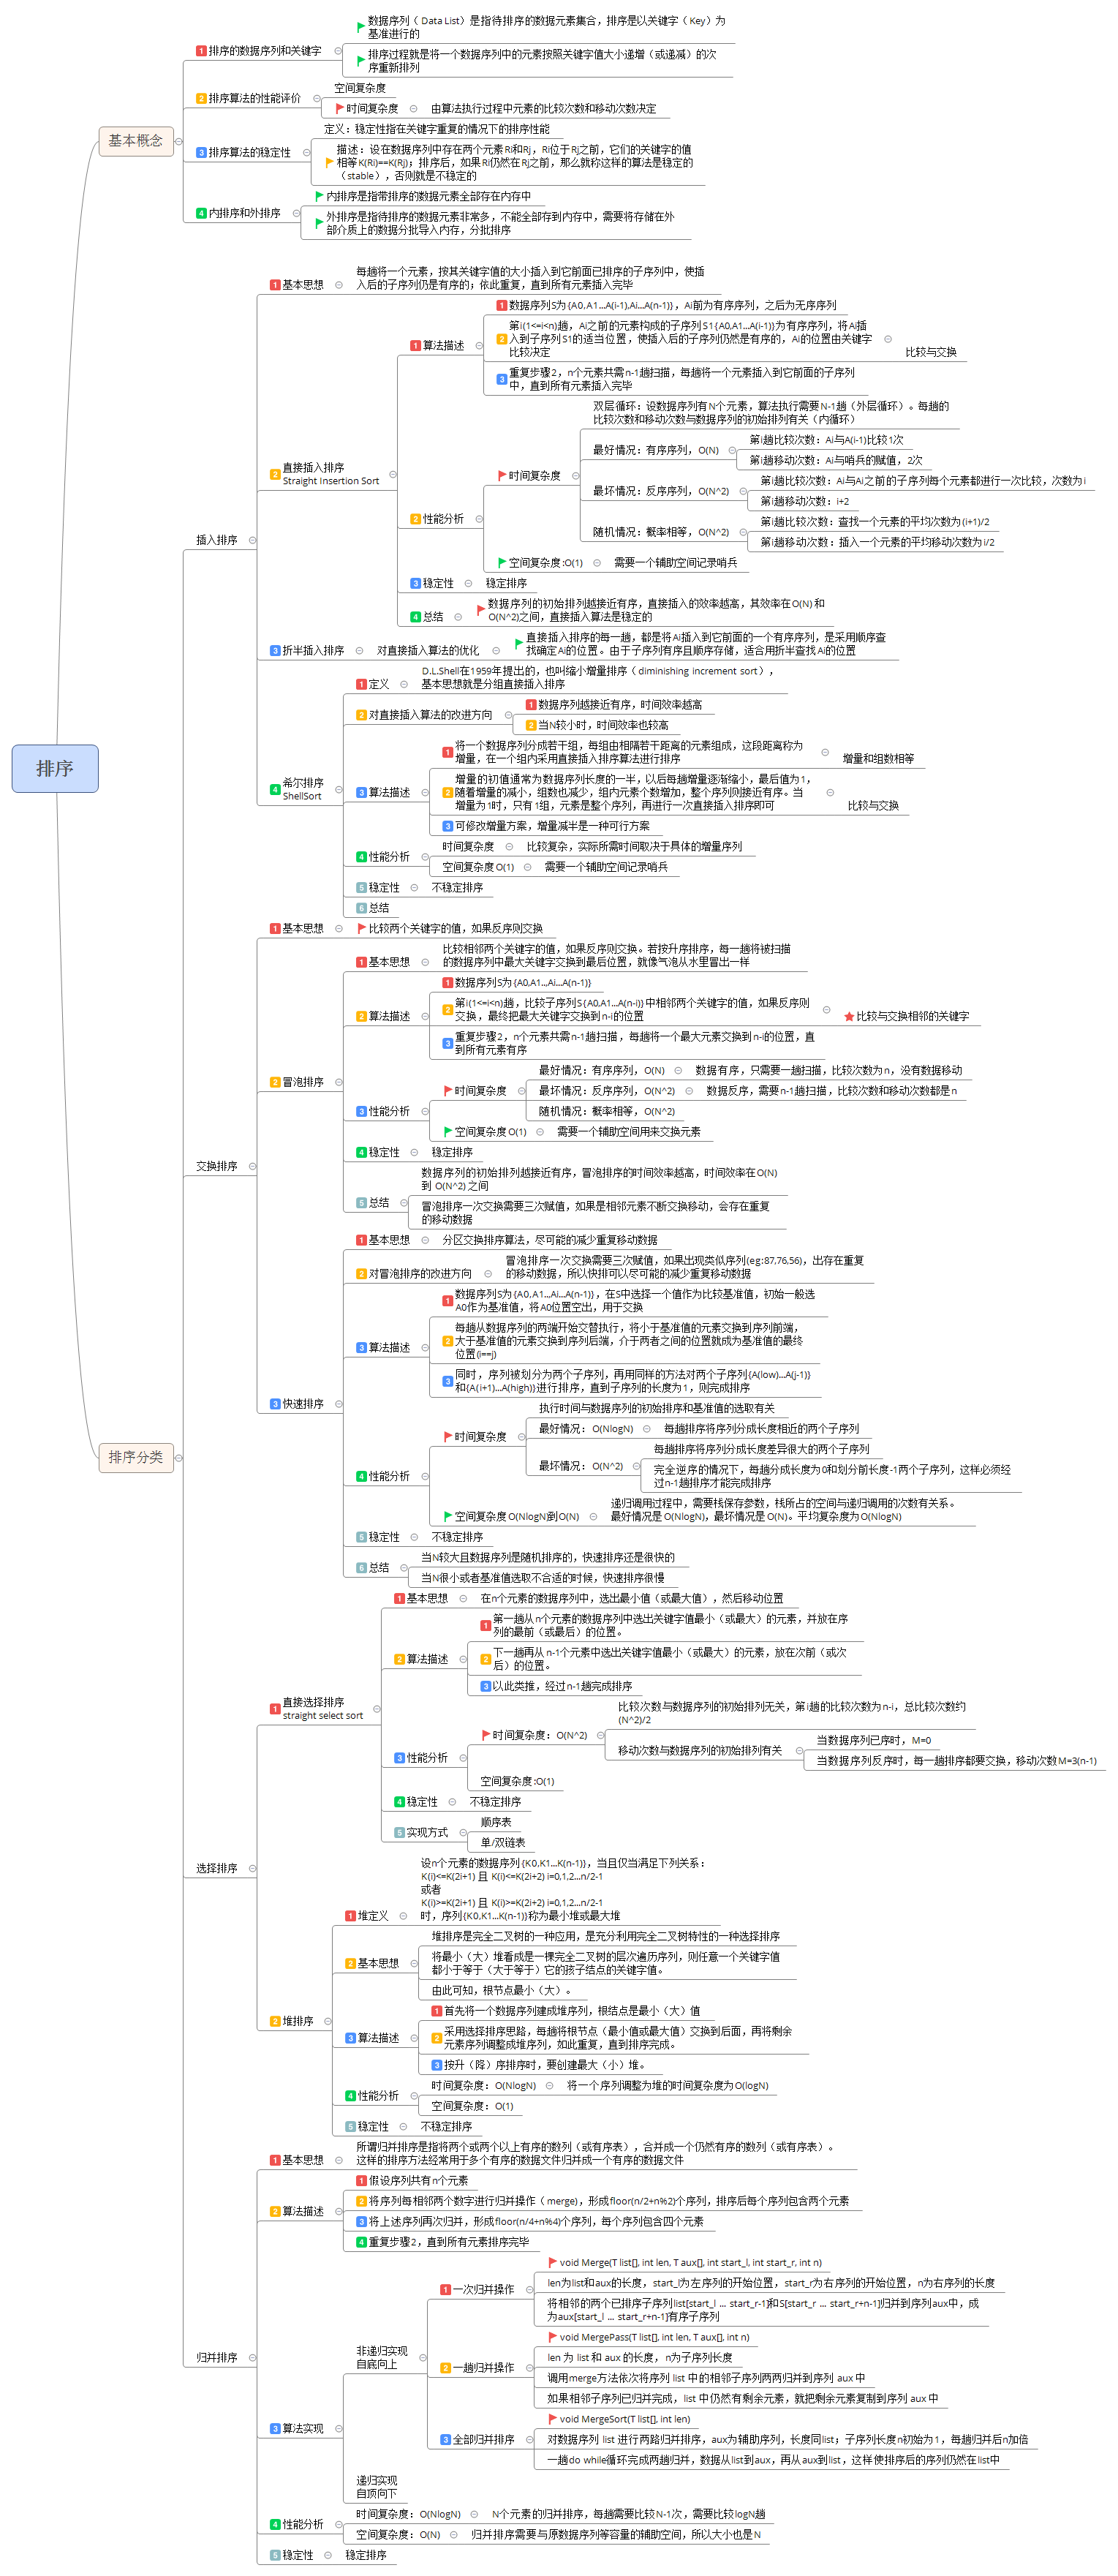 排序
基本概念
1 排序的数据序列和关键字
数据序列（ Data List）是指待排序的数据元素集合，排序是以关键字（ Key）为
基准进行的
排序过程就是将一个数据序列中的元素按照关键字值大小递增（或递减）的次
序重新排列
2 排序算法的性能评价
空间复杂度
时间复杂度
由算法执行过程中元素的比较次数和移动次数决定
3 排序算法的稳定性
定义：稳定性指在关键字重复的情况下的排序性能
描述：设在数据序列中存在两个元素Ri和Rj，Ri位于Rj之前，它们的关键字的值
相等K(Ri)==K(Rj)；排序后，如果Ri仍然在Rj之前，那么就称这样的算法是稳定的
（stable），否则就是不稳定的
4 内排序和外排序
内排序是指带排序的数据元素全部存在内存中
外排序是指待排序的数据元素非常多，不能全部存到内存中，需要将存储在外
部介质上的数据分批导入内存，分批排序
排序分类
插入排序
1 基本思想
每趟将一个元素，按其关键字值的大小插入到它前面已排序的子序列中，使插
入后的子序列仍是有序的；依此重复，直到所有元素插入完毕
2 直接插入排序
Straight Insertion Sort
1 算法描述
1 数据序列S为{A0,A1...A(i-1),Ai...A(n-1)}，Ai前为有序序列，之后为无序序列
2 第i(1<=i<n)趟，Ai之前的元素构成的子序列S1{A0,A1...A(i-1)}为有序序列，将Ai插
入到子序列S1的适当位置，使插入后的子序列仍然是有序的，Ai的位置由关键字
比较决定
比较与交换
3 重复步骤2，n个元素共需n-1趟扫描，每趟将一个元素插入到它前面的子序列
中，直到所有元素插入完毕
2 性能分析
时间复杂度
双层循环：设数据序列有N个元素，算法执行需要N-1趟（外层循环）。每趟的
比较次数和移动次数与数据序列的初始排列有关（内循环）
最好情况：有序序列，O(N)
第i趟比较次数：Ai与A(i-1)比较1次
第i趟移动次数：Ai与哨兵的赋值，2次
最坏情况：反序序列，O(N^2)
第i趟比较次数：Ai与Ai之前的子序列每个元素都进行一次比较，次数为i
第i趟移动次数：i+2
随机情况：概率相等，O(N^2)
第i趟比较次数：查找一个元素的平均次数为(i+1)/2
第i趟移动次数：插入一个元素的平均移动次数为i/2
空间复杂度:O(1)
需要一个辅助空间记录哨兵
3 稳定性
稳定排序
4 总结
数据序列的初始排列越接近有序，直接插入的效率越高，其效率在O(N) 和
O(N^2)之间，直接插入算法是稳定的
3 折半插入排序
对直接插入算法的优化
直接插入排序的每一趟，都是将Ai插入到它前面的一个有序序列，是采用顺序查
找确定Ai的位置。由于子序列有序且顺序存储，适合用折半查找Ai的位置
4 希尔排序
ShellSort
1 定义
D.L.Shell在1959年提出的，也叫缩小增量排序（ diminishing increment sort），
基本思想就是分组直接插入排序
2 对直接插入算法的改进方向
1 数据序列越接近有序，时间效率越高
2 当N较小时，时间效率也较高
3 算法描述
1 将一个数据序列分成若干组，每组由相隔若干距离的元素组成，这段距离称为
增量，在一个组内采用直接插入排序算法进行排序
增量和组数相等
2 增量的初值通常为数据序列长度的一半，以后每趟增量逐渐缩小，最后值为1，
随着增量的减小，组数也减少，组内元素个数增加，整个序列则接近有序。当
增量为1时，只有1组，元素是整个序列，再进行一次直接插入排序即可
比较与交换
3 可修改增量方案，增量减半是一种可行方案
4 性能分析
时间复杂度
比较复杂，实际所需时间取决于具体的增量序列
空间复杂度O(1)
需要一个辅助空间记录哨兵
5 稳定性
不稳定排序
6 总结
交换排序
1 基本思想
比较两个关键字的值，如果反序则交换
2 冒泡排序
1 基本思想
比较相邻两个关键字的值，如果反序则交换。若按升序排序，每一趟将被扫描
的数据序列中最大关键字交换到最后位置，就像气泡从水里冒出一样
2 算法描述
1 数据序列S为{A0,A1..,Ai...A(n-1)}
2 第i(1<=i<n)趟，比较子序列S{A0,A1...A(n-i)}中相邻两个关键字的值，如果反序则
交换，最终把最大关键字交换到n-i的位置
比较与交换相邻的关键字
3 重复步骤2，n个元素共需n-1趟扫描，每趟将一个最大元素交换到n-i的位置，直
到所有元素有序
3 性能分析
时间复杂度
最好情况：有序序列，O(N)
数据有序，只需要一趟扫描，比较次数为n，没有数据移动
最坏情况：反序序列，O(N^2)
数据反序，需要n-1趟扫描，比较次数和移动次数都是n
随机情况：概率相等，O(N^2)
空间复杂度O(1)
需要一个辅助空间用来交换元素
4 稳定性
稳定排序
5 总结
数据序列的初始排列越接近有序，冒泡排序的时间效率越高，时间效率在O(N)
到 O(N^2) 之间
冒泡排序一次交换需要三次赋值，如果是相邻元素不断交换移动，会存在重复
的移动数据
3 快速排序
1 基本思想
分区交换排序算法，尽可能的减少重复移动数据
2 对冒泡排序的改进方向
冒泡排序一次交换需要三次赋值，如果出现类似序列(eg:87,76,56)，出存在重复
的移动数据，所以快排可以尽可能的减少重复移动数据
3 算法描述
1 数据序列S为{A0,A1..,Ai...A(n-1)}，在S中选择一个值作为比较基准值，初始一般选
A0作为基准值，将A0位置空出，用于交换
2 每趟从数据序列的两端开始交替执行，将小于基准值的元素交换到序列前端，
大于基准值的元素交换到序列后端，介于两者之间的位置就成为基准值的最终
位置(i==j)
3 同时，序列被划分为两个子序列，再用同样的方法对两个子序列{A(low)...A(j-1)}
和{A(i+1)...A(high)}进行排序，直到子序列的长度为1，则完成排序
4 性能分析
时间复杂度
执行时间与数据序列的初始排序和基准值的选取有关
最好情况：O(NlogN)
每趟排序将序列分成长度相近的两个子序列
最坏情况：O(N^2)
每趟排序将序列分成长度差异很大的两个子序列
完全逆序的情况下，每趟分成长度为0和划分前长度-1两个子序列，这样必须经
过n-1趟排序才能完成排序
空间复杂度O(NlogN)到O(N)
递归调用过程中，需要栈保存参数，栈所占的空间与递归调用的次数有关系。
最好情况是O(NlogN)，最坏情况是O(N)。平均复杂度为O(NlogN)
5 稳定性
不稳定排序
6 总结
当N较大且数据序列是随机排序的，快速排序还是很快的
当N很小或者基准值选取不合适的时候，快速排序很慢
选择排序
1 直接选择排序
straight select sort
1 基本思想
在n个元素的数据序列中，选出最小值（或最大值），然后移动位置
2 算法描述
1 第一趟从n个元素的数据序列中选出关键字值最小（或最大）的元素，并放在序
列的最前（或最后）的位置。
2 下一趟再从n-1个元素中选出关键字值最小（或最大）的元素，放在次前（或次
后）的位置。
3 以此类推，经过n-1趟完成排序
3 性能分析
时间复杂度：O(N^2)
比较次数与数据序列的初始排列无关，第i趟的比较次数为n-i，总比较次数约
(N^2)/2
移动次数与数据序列的初始排列有关
当数据序列已序时，M=0
当数据序列反序时，每一趟排序都要交换，移动次数M=3(n-1)
空间复杂度:O(1)
4 稳定性
不稳定排序
5 实现方式
顺序表
单/双链表
2 堆排序
1 堆定义
设n个元素的数据序列{K0,K1...K(n-1)}，当且仅当满足下列关系：
K(i)<=K(2i+1) 且 K(i)<=K(2i+2) i=0,1,2...n/2-1
或者
K(i)>=K(2i+1) 且 K(i)>=K(2i+2) i=0,1,2...n/2-1
时，序列{K0,K1...K(n-1)}称为最小堆或最大堆
2 基本思想
堆排序是完全二叉树的一种应用，是充分利用完全二叉树特性的一种选择排序
将最小（大）堆看成是一棵完全二叉树的层次遍历序列，则任意一个关键字值
都小于等于（大于等于）它的孩子结点的关键字值。
由此可知，根节点最小（大）。
3 算法描述
1 首先将一个数据序列建成堆序列，根结点是最小（大）值
2 采用选择排序思路，每趟将根节点（最小值或最大值）交换到后面，再将剩余
元素序列调整成堆序列，如此重复，直到排序完成。
3 按升（降）序排序时，要创建最大（小）堆。
4 性能分析
时间复杂度：O(NlogN)
将一个序列调整为堆的时间复杂度为O(logN)
空间复杂度：O(1)
5 稳定性
不稳定排序
归并排序
1 基本思想
所谓归并排序是指将两个或两个以上有序的数列（或有序表），合并成一个仍然有序的数列（或有序表）。
这样的排序方法经常用于多个有序的数据文件归并成一个有序的数据文件
2 算法描述
1 假设序列共有n个元素
2 将序列每相邻两个数字进行归并操作（ merge)，形成floor(n/2+n%2)个序列，排序后每个序列包含两个元素
3 将上述序列再次归并，形成floor(n/4+n%4)个序列，每个序列包含四个元素
4 重复步骤2，直到所有元素排序完毕
3 算法实现
非递归实现
自底向上
1 一次归并操作
void Merge(T list[], int len, T aux[], int start_l, int start_r, int n)
len为list和aux的长度，start_l为左序列的开始位置，start_r为右序列的开始位置，n为右序列的长度
将相邻的两个已排序子序列list[start_l ... start_r-1]和S[start_r ... start_r+n-1]归并到序列aux中，成
为aux[start_l ... start_r+n-1]有序子序列
2 一趟归并操作
void MergePass(T list[], int len, T aux[], int n)
len 为 list 和 aux 的长度，n为子序列长度
调用merge方法依次将序列 list 中的相邻子序列两两归并到序列 aux 中
如果相邻子序列已归并完成，list 中仍然有剩余元素，就把剩余元素复制到序列 aux 中
3 全部归并排序
void MergeSort(T list[], int len)
对数据序列 list 进行两路归并排序，aux为辅助序列，长度同list；子序列长度n初始为1，每趟归并后n加倍
一趟do while循环完成两趟归并，数据从list到aux，再从aux到list，这样使排序后的序列仍然在list中
递归实现
自顶向下
4 性能分析
时间复杂度：O(NlogN)
N个元素的归并排序，每趟需要比较N-1次，需要比较logN趟
空间复杂度：O(N)
归并排序需要与原数据序列等容量的辅助空间，所以大小也是N
5 稳定性
稳定排序